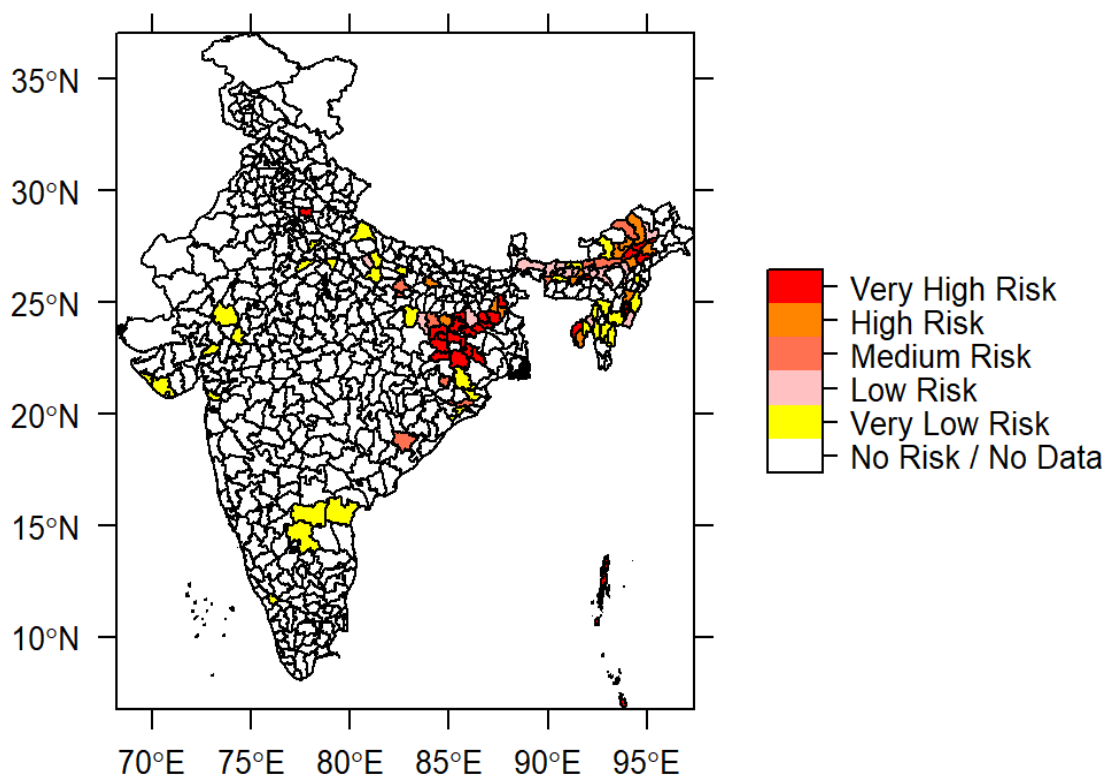 35°N
30°N
25°N
20°N
15°N
10°N
70°E 75°E 80°E 85°E 90°E 95°E
Very High Risk
High Risk
Medium Risk
Low Risk
Very Low Risk
No Risk / No Data